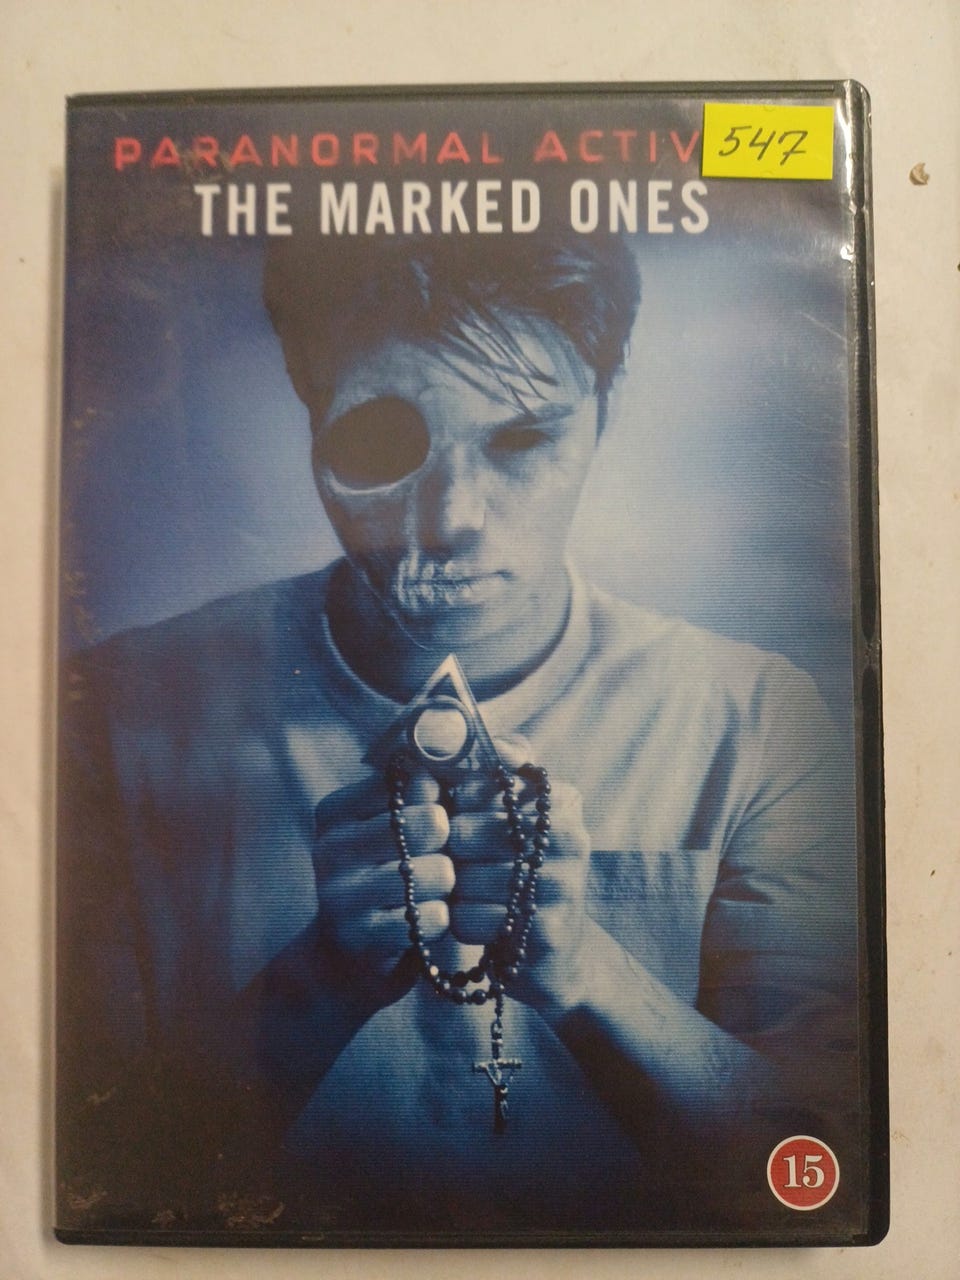 PARANORMAL ACTIV
547
THE MARKED ONES
15